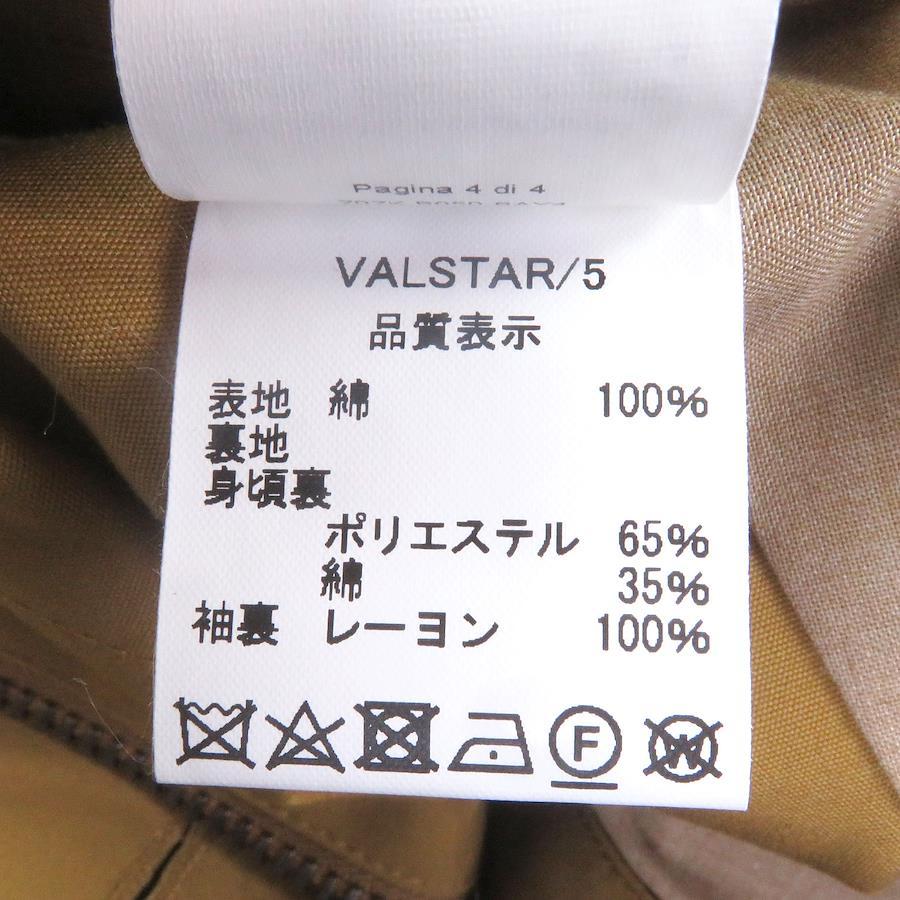 Pagina 4 di 4
VALSTAR/5
品質表示
表地 綿 100%
裏地
身頃裏
ポリエステル 65%
綿 35%
袖裏 レーヨン 100%
F
W